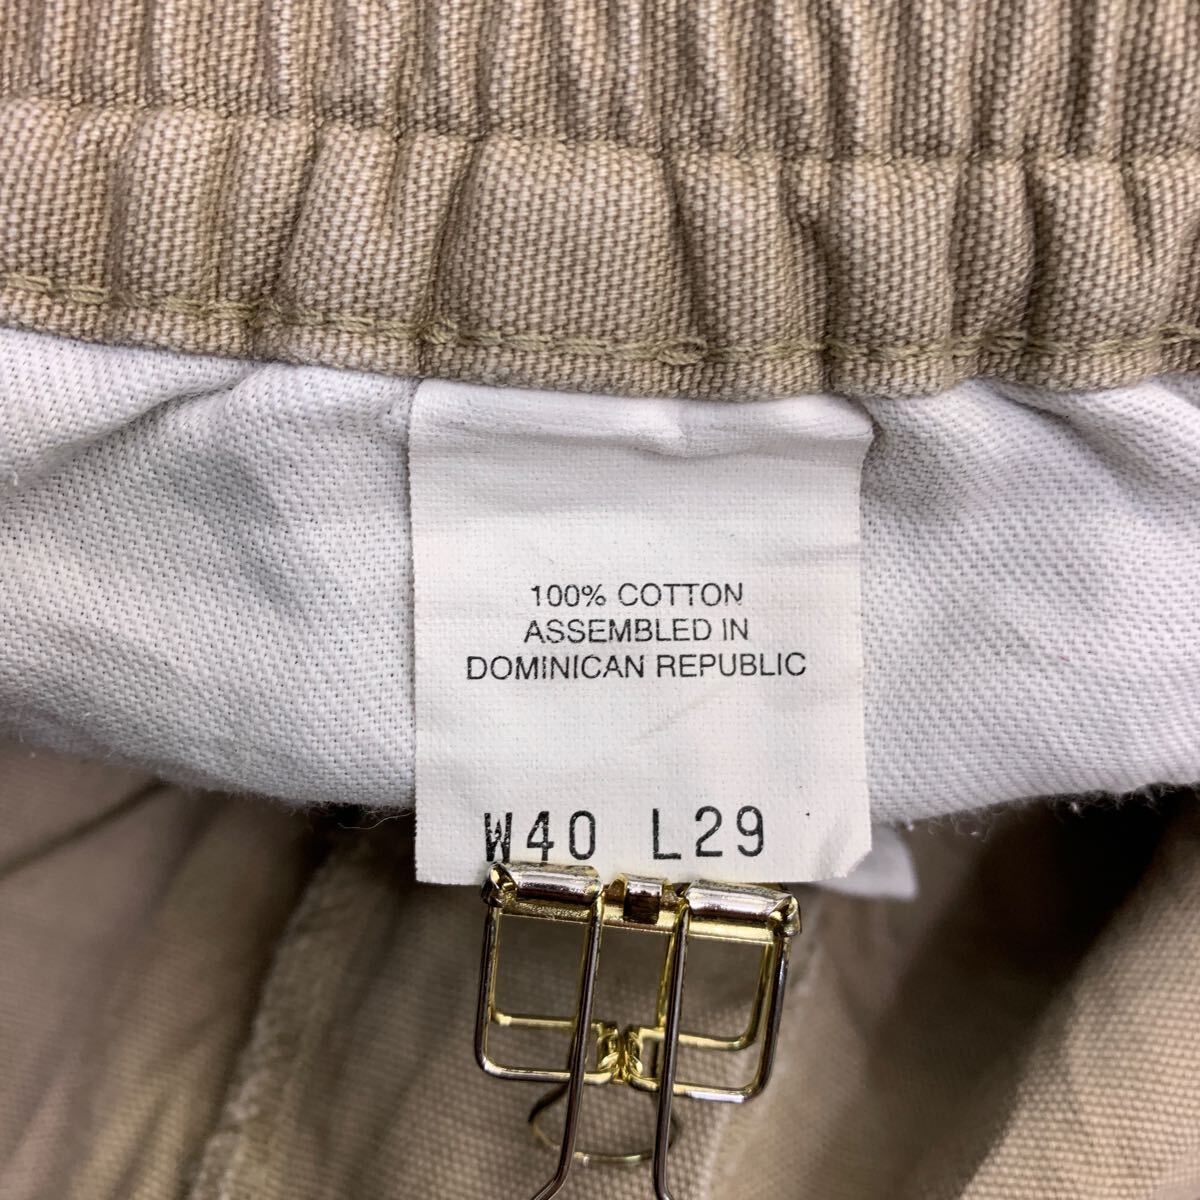 100% COTTON
ASSEMBLED IN
DOMINICAN REPUBLIC
W40 L29